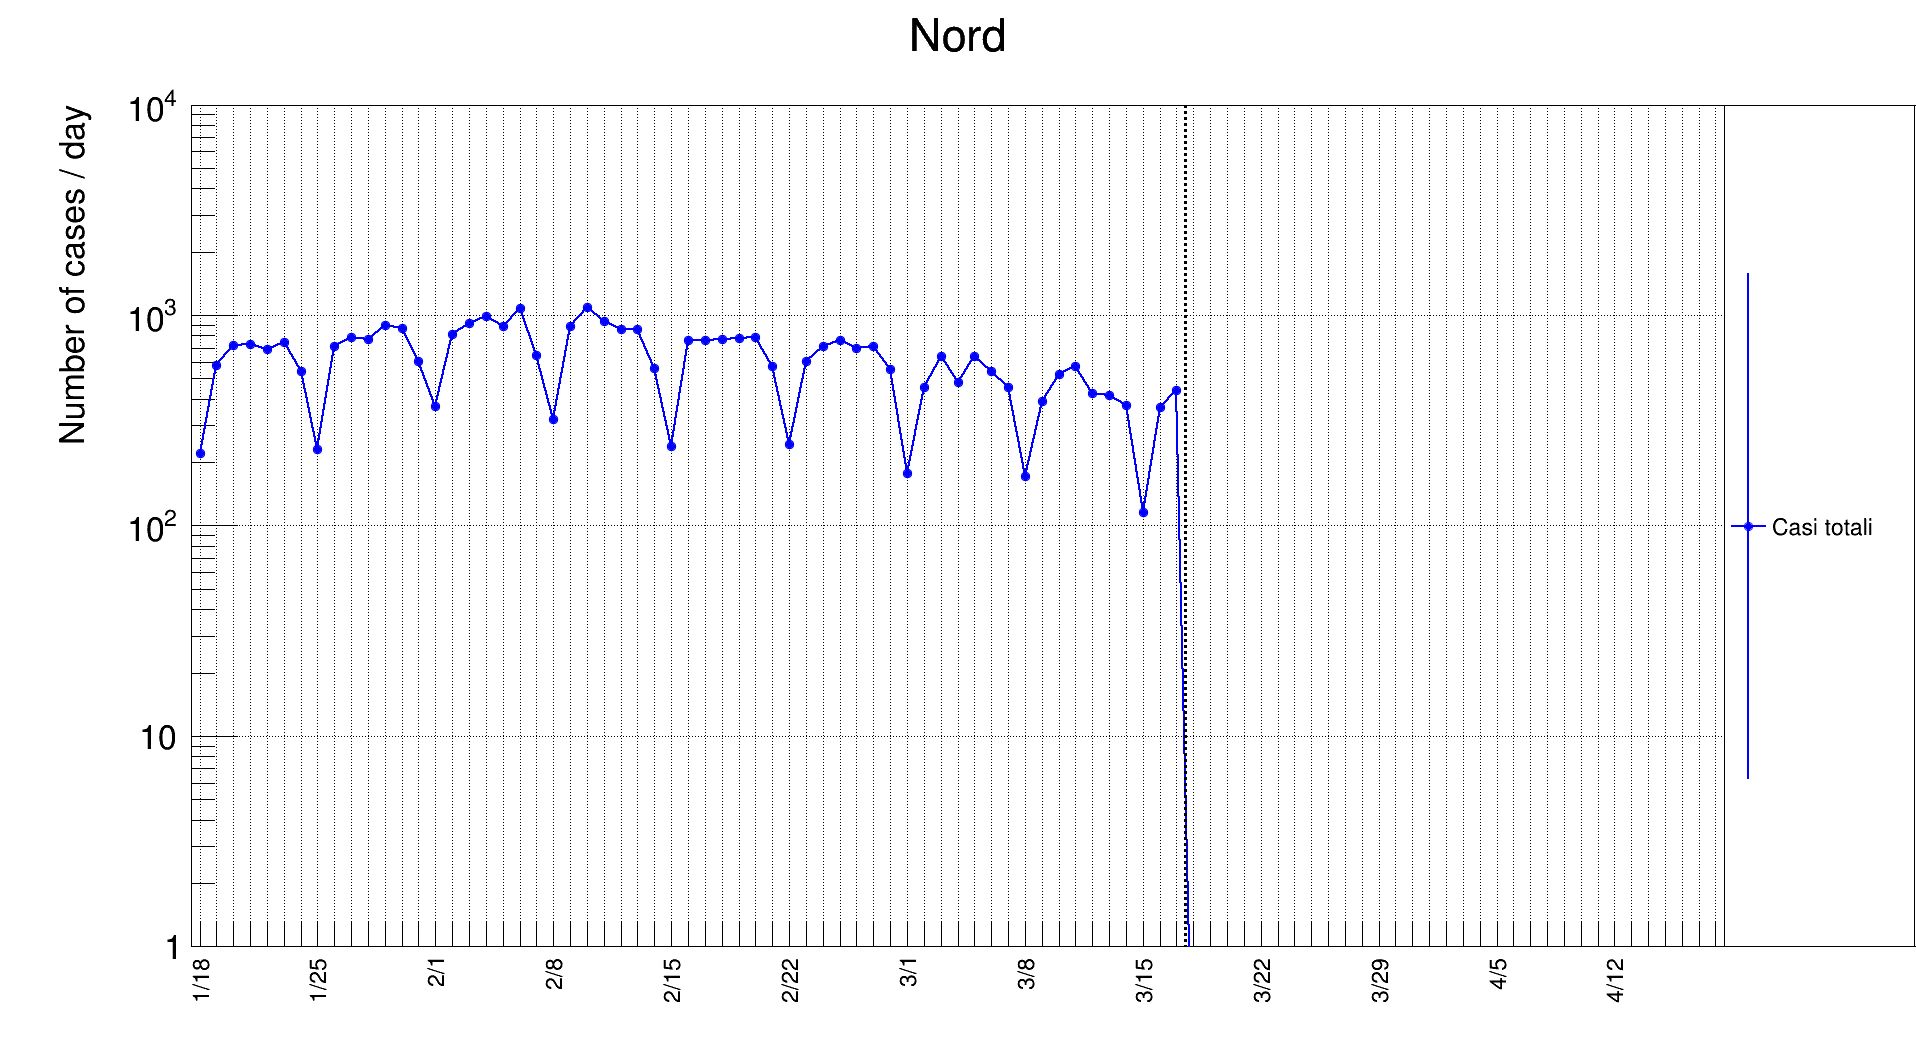 Nord
Number of cases / day
10^4
10^3
10^2
10
1
1/18 1/25 2/1 2/8 2/15 2/22 3/1 3/8 3/15 3/22 3/29 4/5 4/12
Casi totali